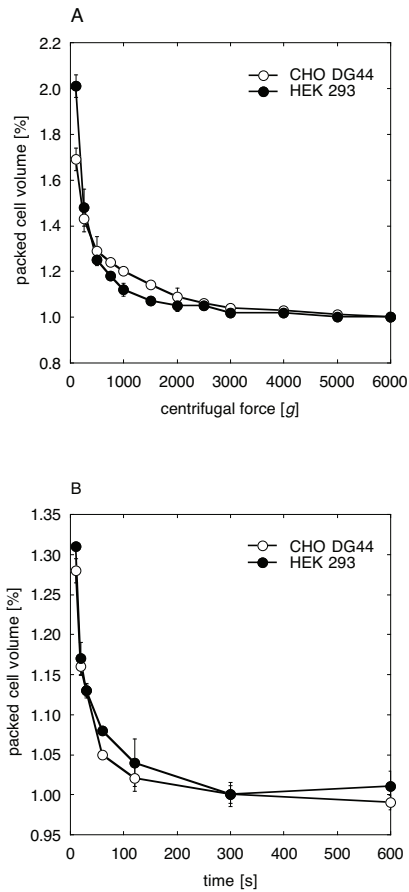 A
2.2
2.0
1.8
1.6
1.4
1.2
1.0
0.8
packed cell volume [%]
CHO DG44
HEK 293
0 1000 2000 3000 4000 5000 6000
centrifugal force [g]
B
1.35
1.30
1.25
1.20
1.15
1.10
1.05
1.00
0.95
packed cell volume [%]
CHO DG44
HEK 293
0 100 200 300 400 500 600
time [s]